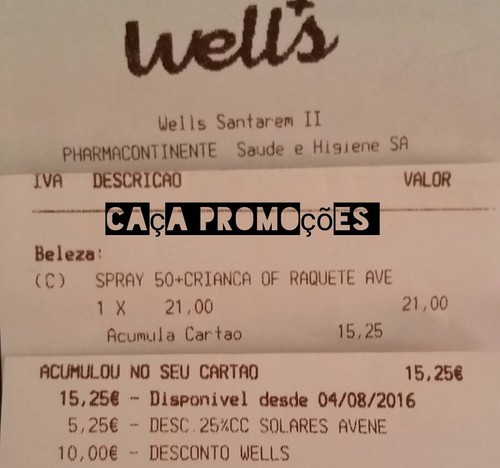 well's
Wells Santarem II
PHARMACONTINENTE Saude e Higiene SA
IVA DESCRICAO VALOR
CAÇA PROMOÇÕES
Beleza:
(C) SPRAY 50+CRIANCA OF RAQUETE AVE
1 X 21,00 21,00
Acumula Cartao 15,25
ACUMULOU NO SEU CARTAO 15,25€
15,25€ - Disponivel desde 04/08/2016
5,25€ - DESC.25%CC SOLARES AVENE
10,00€ - DESCONTO WELLS